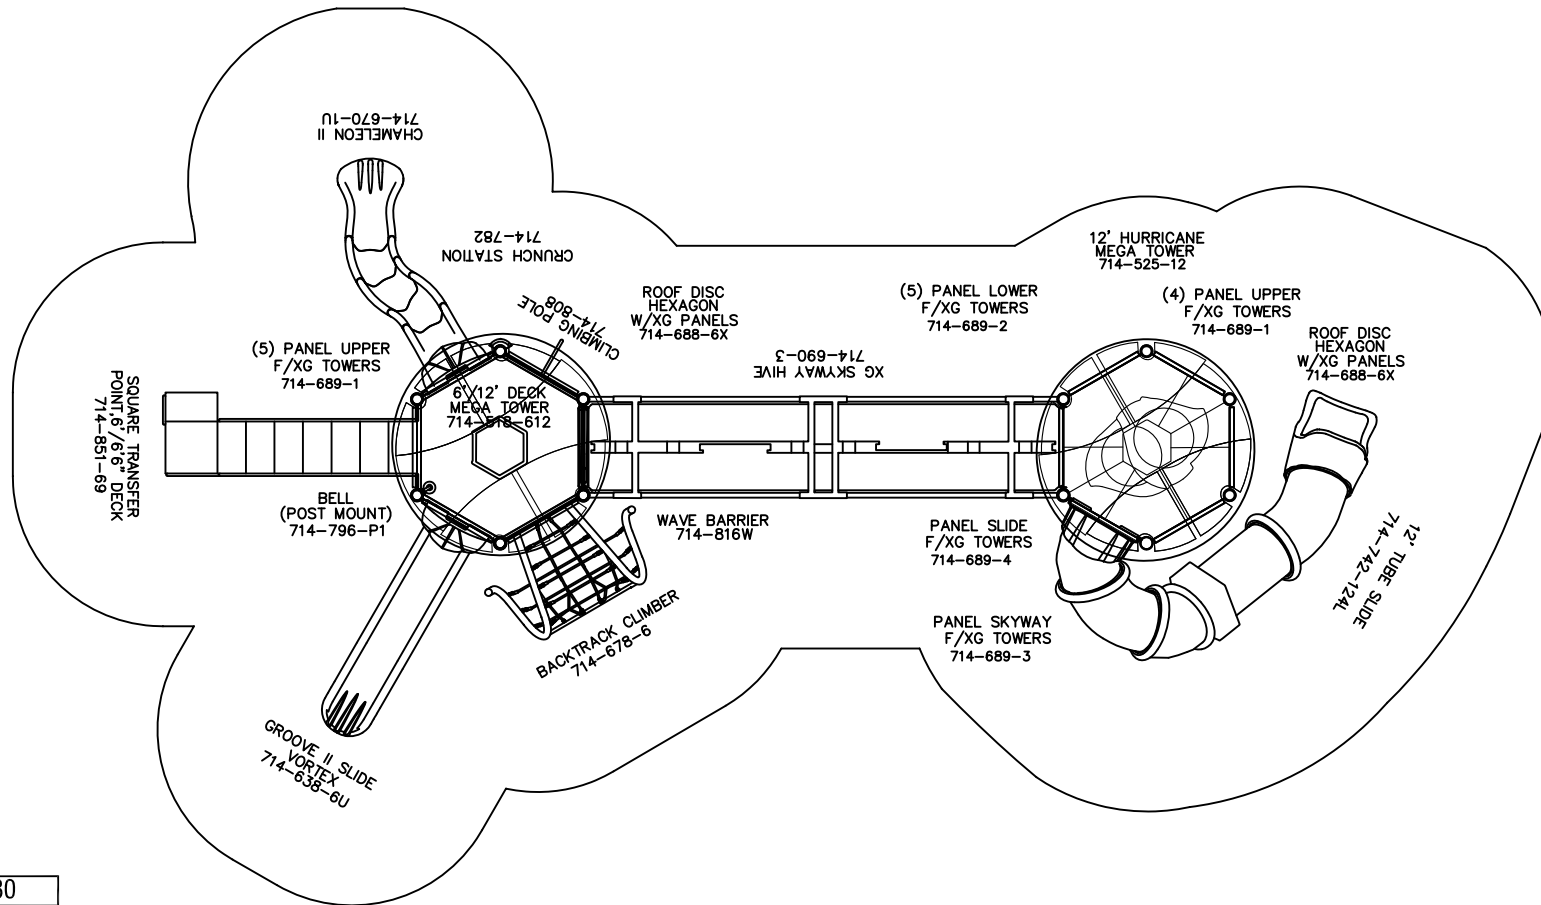 CHAMELEON II
714-670-1U
CRUNCH STATION
714-782
CLIMBING POLE
714-808
ROOF DISC
HEXAGON
W/XG PANELS
714-688-6X
(5) PANEL LOWER
F/XG TOWERS
714-689-2
12' HURRICANE
MEGA TOWER
714-525-12
(4) PANEL UPPER
F/XG TOWERS
714-689-1
ROOF DISC
HEXAGON
W/XG PANELS
714-688-6X
(5) PANEL UPPER
F/XG TOWERS
714-689-1
6'/12' DECK
MEGA TOWER
714-518-612
XG SKYWAY HIVE
714-690-3
SQUARE TRANSFER
POINT,6'/6'6" DECK
714-851-69
BELL
(POST MOUNT)
714-796-P1
WAVE BARRIER
714-816W
PANEL SLIDE
F/XG TOWERS
714-689-4
12' TUBE SLIDE
714-742-124L
PANEL SKYWAY
F/XG TOWERS
714-689-3
BACKTRACK CLIMBER
714-678-6
GROOVE II SLIDE
VORTEX
714-638-6U